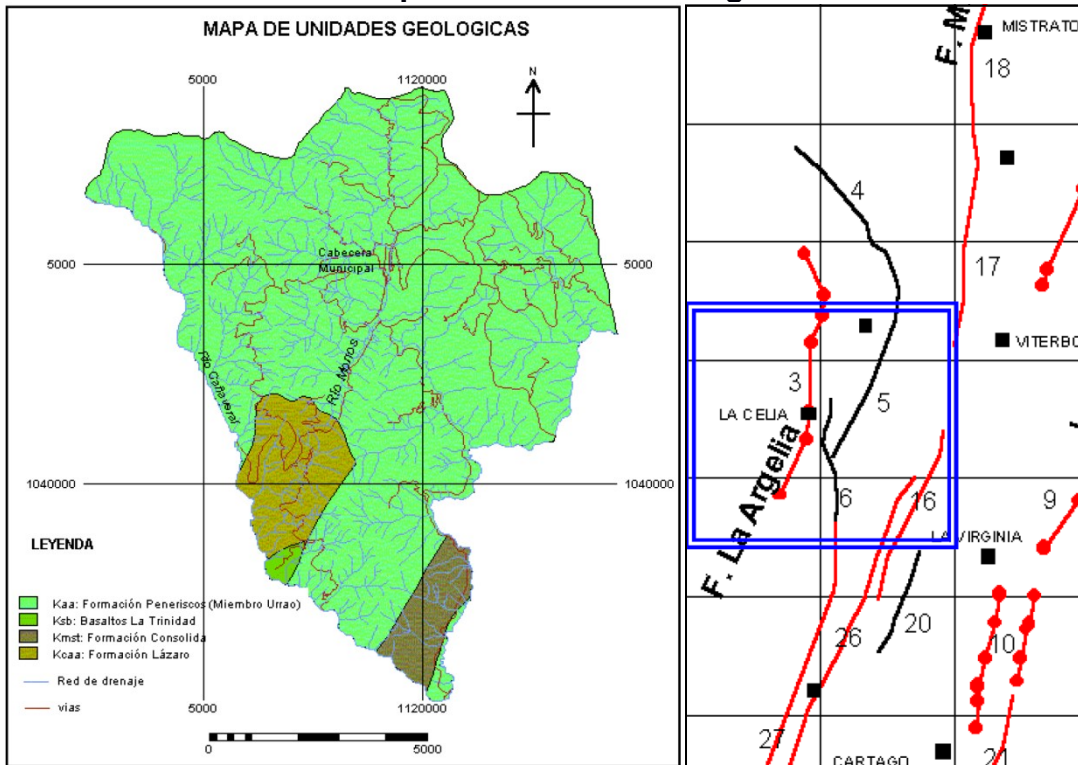 MAPA DE UNIDADES GEOLOGICAS
5000
1120000
N
Cabecera
Municipal
5000
5000
Río Cañaveral
Río Monos
1040000
1040000
LEYENDA
Kaa: Formación Peneriscos (Miembro Urrao)
Ksb: Basaltos La Trinidad
Kmst: Formación Consolida
Kcaa: Formación Lázaro
Red de drenaje
vias
5000
1120000
0
5000
F. M
MISTRATO
18
4
17
VITERBO
3
LA CELIA
5
F. La Argelia
6
16
9
LA VIRGINIA
20
26
10
27
21
CARTAGO